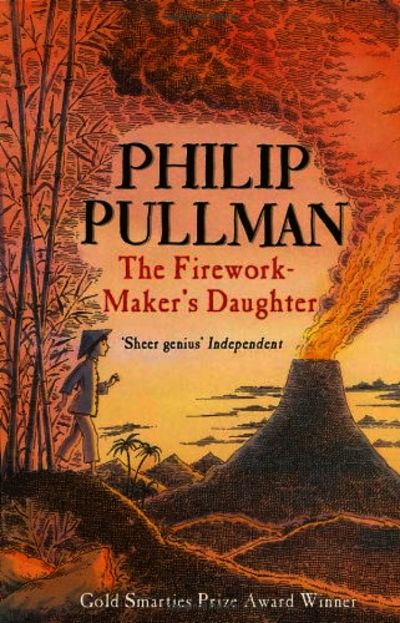 PHILIP
PULLMAN
The Firework-
Maker's Daughter
'Sheer genius' Independent
Gold Smarties Prize Award Winner